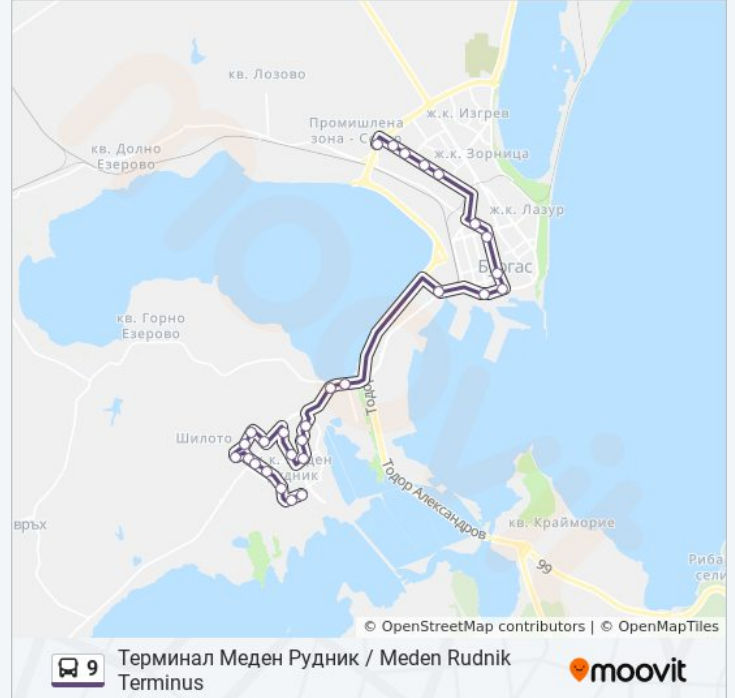 кв. Лозово
ж.к. Изгрев
Промишлена
зона - Север
кв. Долно
Езерово
ж.к. Зорница
ж.к. Лазур
Бургас
кв. Горно
Езерово
Тодор
Шилото
ж.к. Меден
Рудник
Тодор Александров
връх
кв. Крайморие
99
Риба
сели
© OpenStreetMap contributors | © OpenMapTiles
9 Терминал Меден Рудник / Meden Rudnik
Terminus
moovit